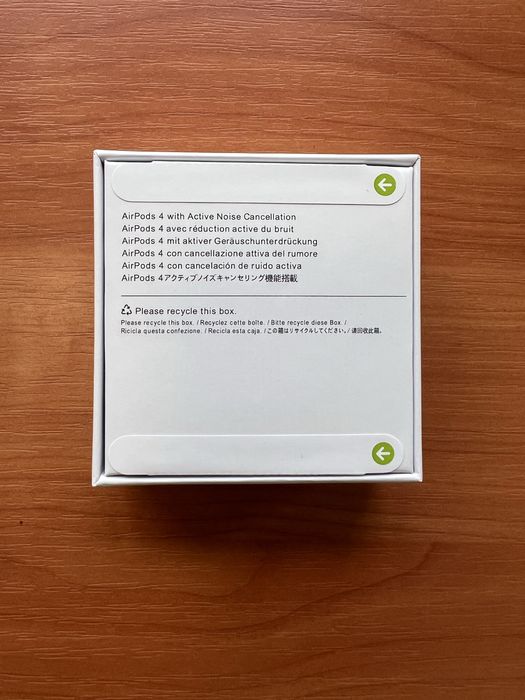 AirPods 4 with Active Noise Cancellation
AirPods 4 avec réduction active du bruit
AirPods 4 mit aktiver Geräuschunterdrückung
AirPods 4 con cancellazione attiva del rumore
AirPods 4 con cancelación de ruido activa
AirPods 4アクティブノイズキャンセリング機能搭載
Please recycle this box.
Please recycle this box. / Recyclez cette boîte. / Bitte recycle diese Box. /
Ricicla questa confezione. / Recicla esta caja. / この箱はリサイクルしてください。/ 请回收此箱。